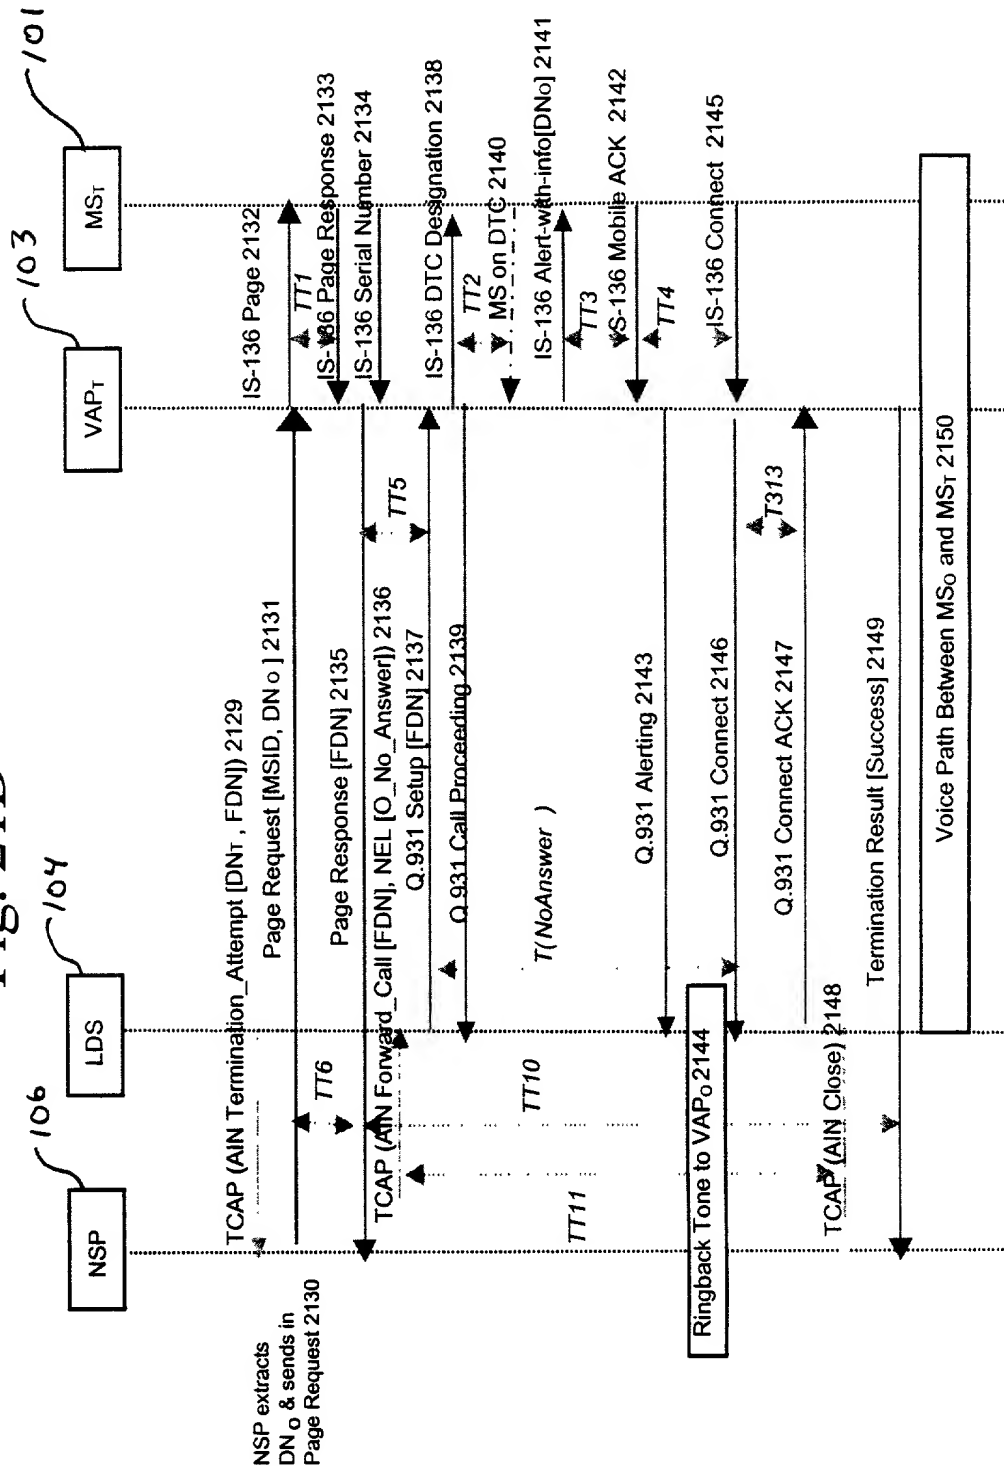 101
103
104
106
MST
VAPT
LDS
NSP
TCAP (AIN Termination_Attempt [DNT, FDN]) 2129
NSP extracts
DNO & sends in
Page Request 2130
Page Request [MSID, DNO] 2131
IS-136 Page 2132
TT1
IS-136 Page Response 2133
IS-136 Serial Number 2134
TT6
Page Response [FDN] 2135
TCAP (AIN Forward_Call [FDN], NEL [O_No_Answer]) 2136
TT5
Q.931 Setup [FDN] 2137
IS-136 DTC Designation 2138
Q.931 Call Proceeding 2139
TT2
MS on DTC 2140
IS-136 Alert-with-info[DNO] 2141
TT3
IS-136 Mobile ACK 2142
TT4
T(NoAnswer )
TT10
TT11
Q.931 Alerting 2143
Ringback Tone to VAPO 2144
IS-136 Connect 2145
Q.931 Connect 2146
T313
Q.931 Connect ACK 2147
TCAP (AIN Close) 2148
Termination Result [Success] 2149
Voice Path Between MSO and MST 2150